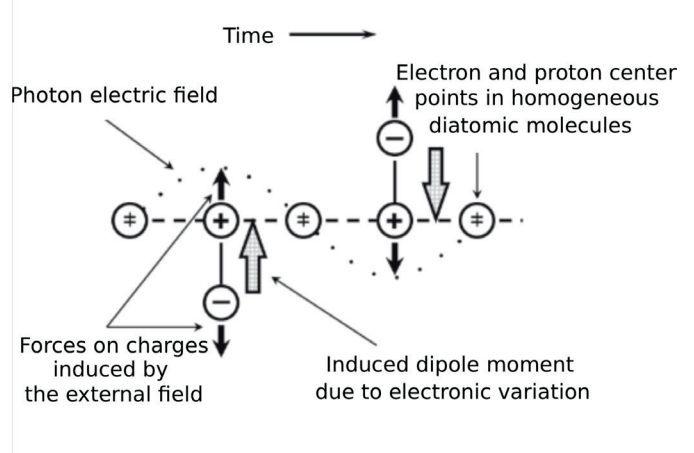 Time
Photon electric field
Electron and proton center
points in homogeneous
diatomic molecules
−
ǂ + ǂ + ǂ
−
Forces on charges
induced by
the external field
Induced dipole moment
due to electronic variation